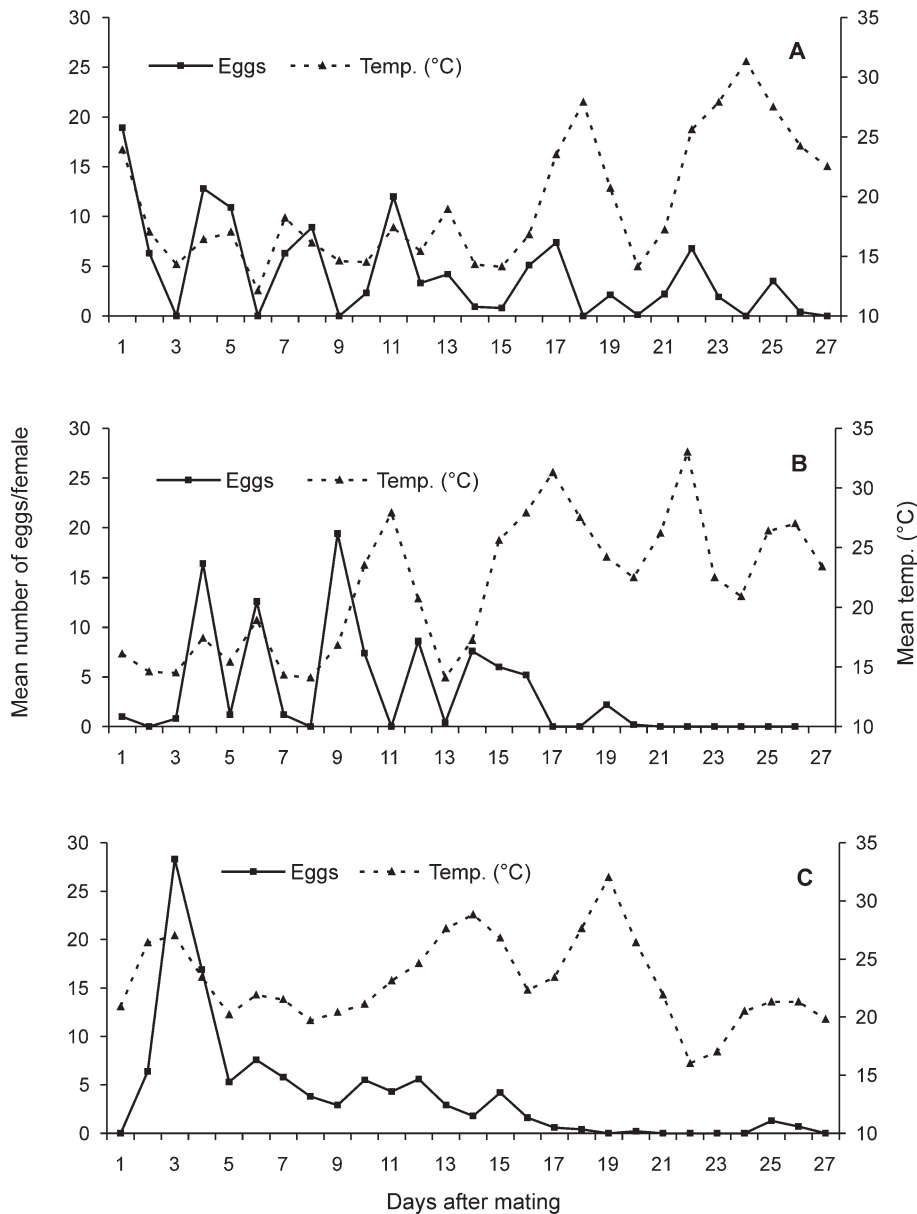 30 35
Eggs Temp. (°C) A
25 30
20 25
15 20
10
5 15
0 10
1 3 5 7 9 11 13 15 17 19 21 23 25 27
Mean number of eggs/female
30 35
Eggs Temp. (°C) B
25 30
20 25
15
10 20
5 15
0 10
1 3 5 7 9 11 13 15 17 19 21 23 25 27
Mean temp. (°C)
30 35
Eggs Temp. (°C) C
25 30
20 25
15 20
10
5 15
0 10
1 3 5 7 9 11 13 15 17 19 21 23 25 27
Days after mating